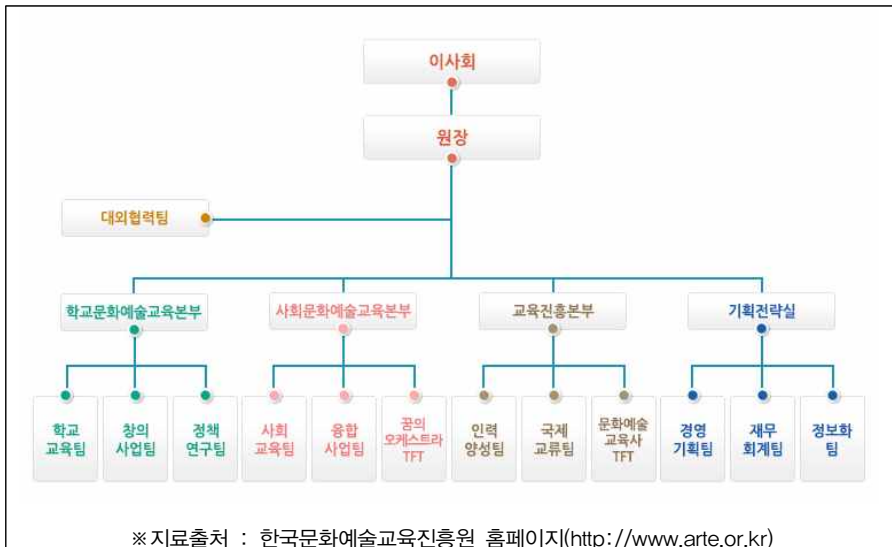 이사회
원장
대외협력팀
학교문화예술교육본부
사회문화예술교육본부
교육진흥본부
기획전략실
학교
교육팀
창의
사업팀
정책
연구팀
사회
교육팀
융합
사업팀
꿈의
오케스트라
TFT
인력
양성팀
국제
교류팀
문화예술
교육사
TFT
경영
기획팀
재무
회계팀
정보화
팀
※지료출처 : 한국문화예술교육진흥원 홈페이지(http://www.arte.or.kr)